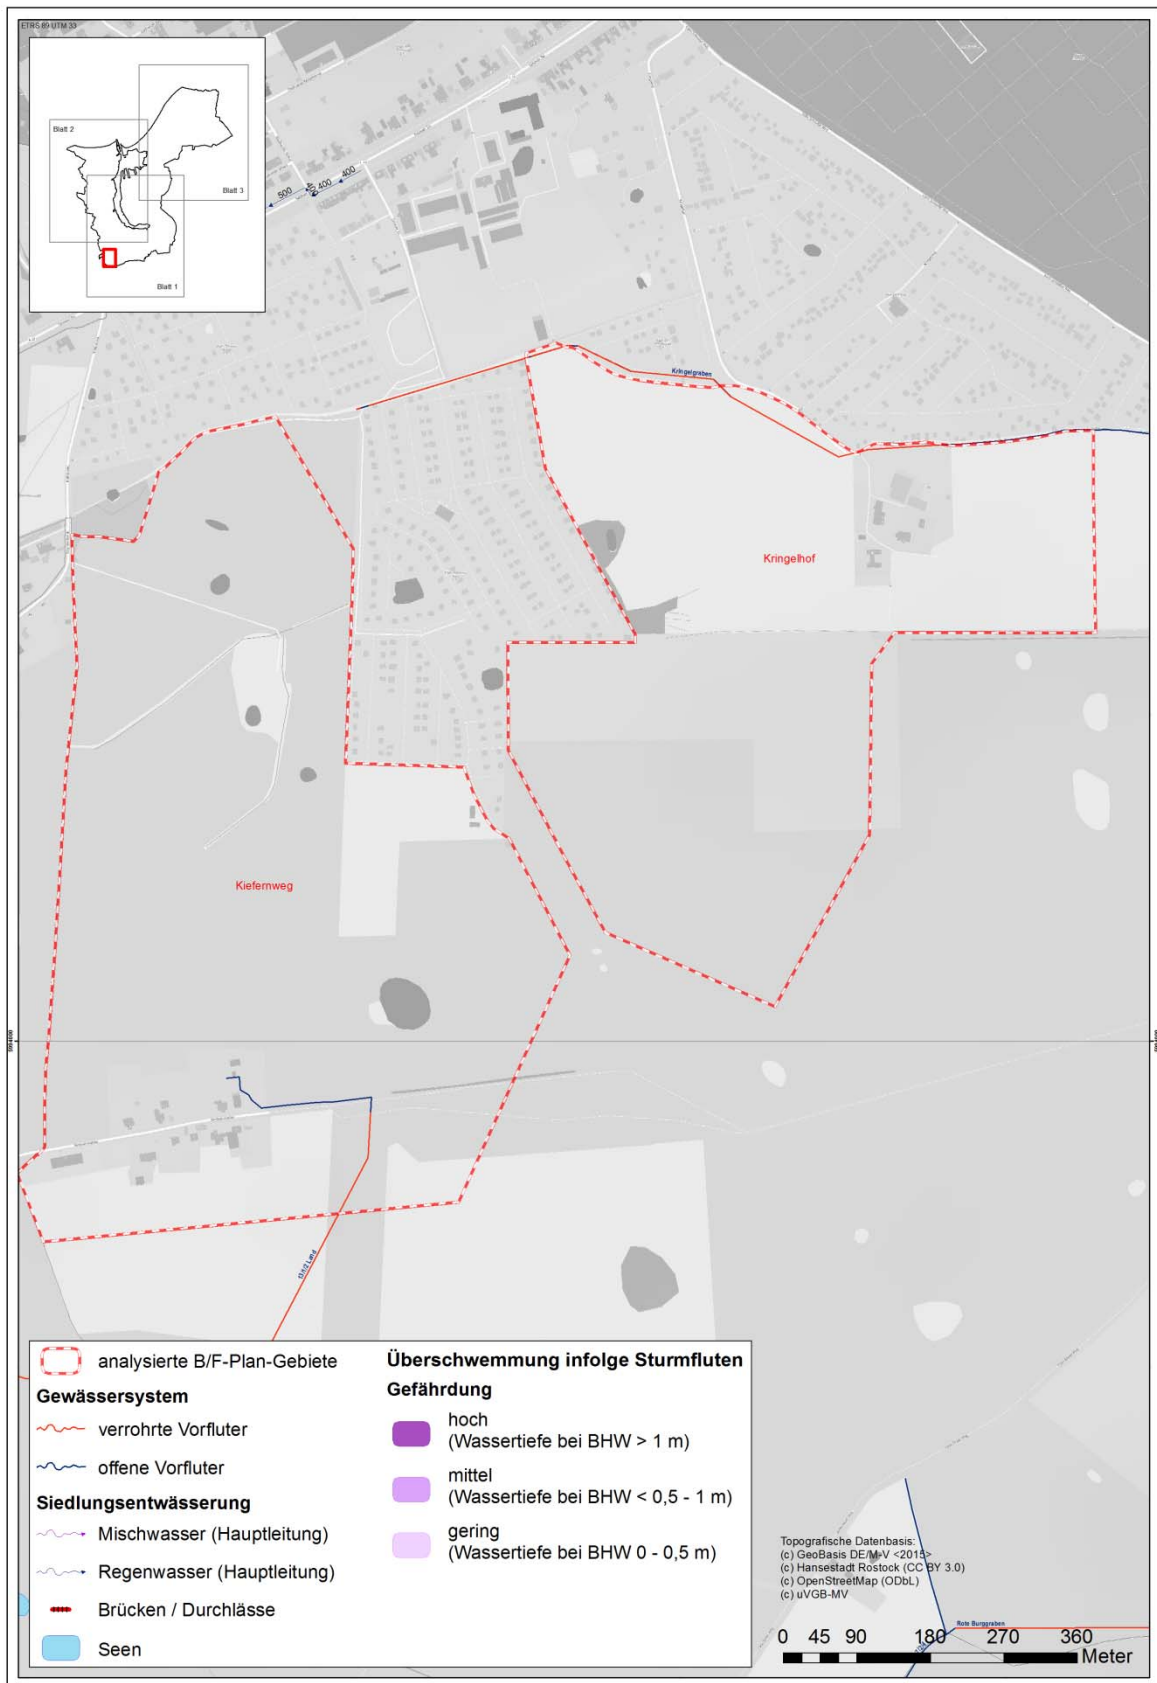 ETRS 89 UTM 33
Blatt 2
Blatt 3
Blatt 1
500
400
400
Kringelgraben
Kringelhof
Kiefernweg
13/1/2 Land
analysierte B/F-Plan-Gebiete
Gewässersystem
verrohrte Vorfluter
offene Vorfluter
Siedlungsentwässerung
Mischwasser (Hauptleitung)
Regenwasser (Hauptleitung)
Brücken / Durchlässe
Seen
Überschwemmung infolge Sturmfluten
Gefährdung
hoch
(Wassertiefe bei BHW > 1 m)
mittel
(Wassertiefe bei BHW < 0,5 - 1 m)
gering
(Wassertiefe bei BHW 0 - 0,5 m)
Topografische Datenbasis:
(c) GeoBasis DE/M-V <2015>
(c) Hansestadt Rostock (CC BY 3.0)
(c) OpenStreetMap (ODbL)
(c) uVGB-MV
Rote Burggraben
0 45 90 180 270 360
Meter